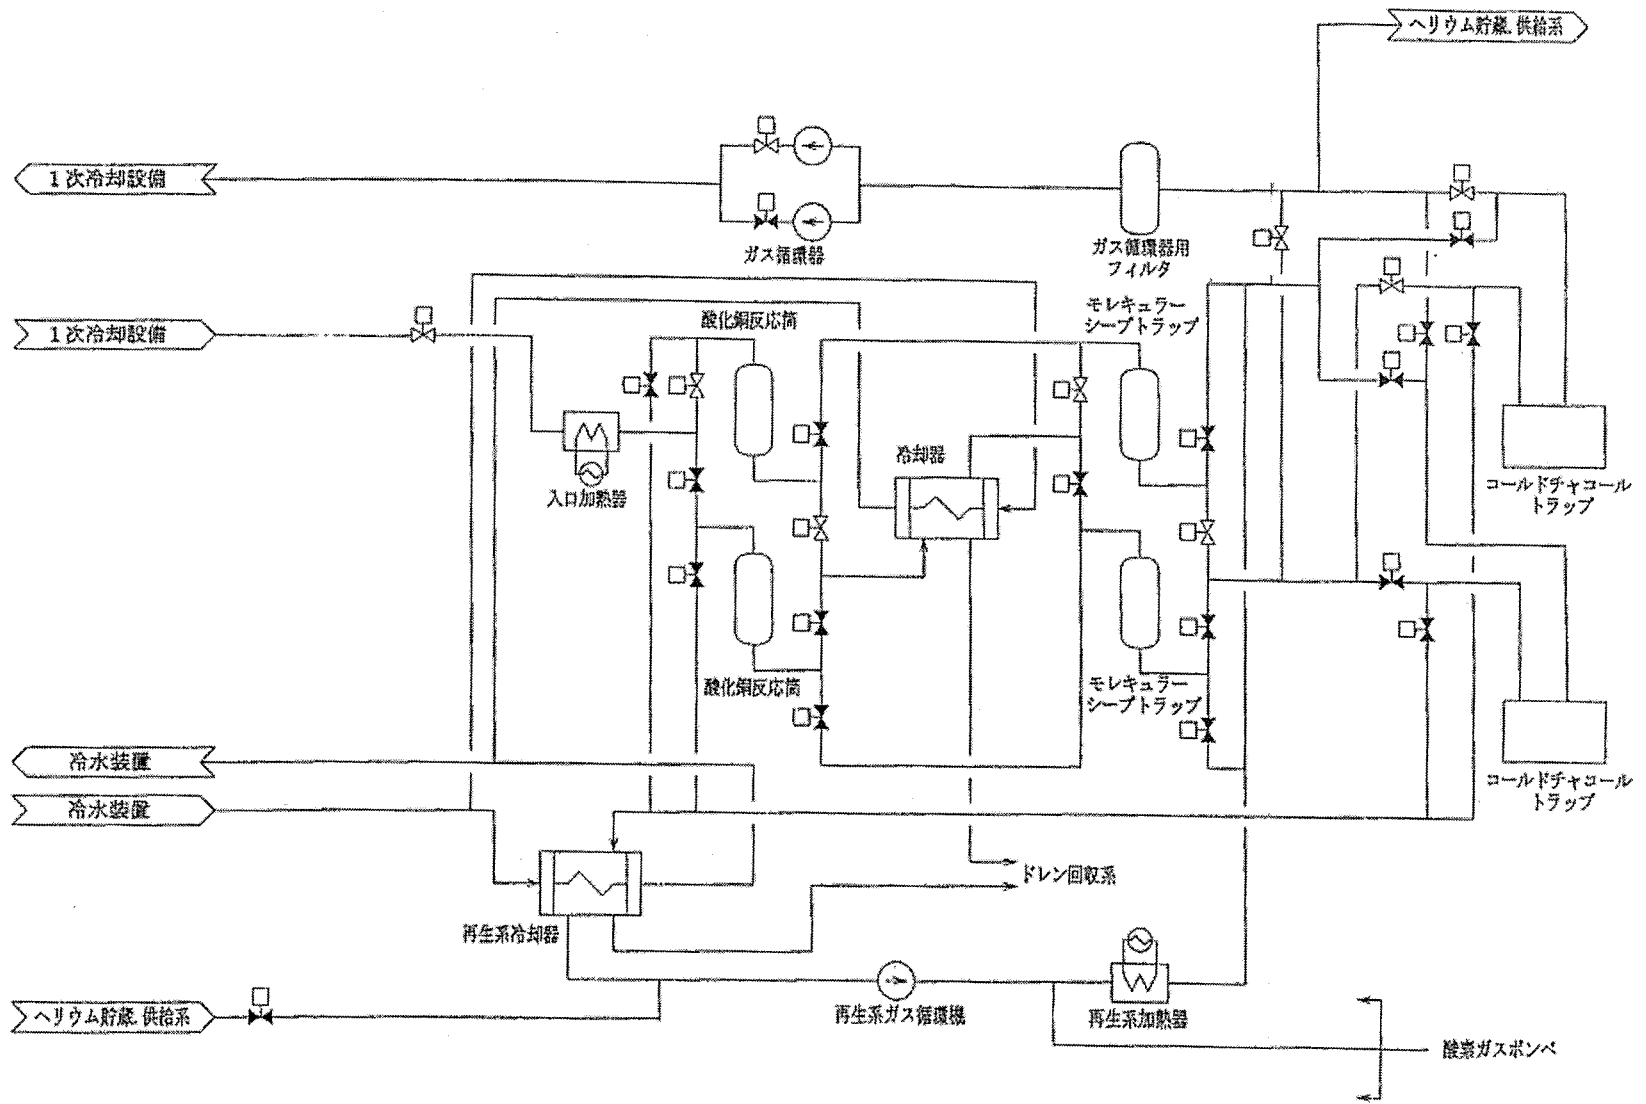 ヘリウム貯蔵.供給系
1次冷却設備
ガス循環器
ガス循環器用
フィルタ
1次冷却設備
酸化銅反応筒
モレキュラー
シーブトラップ
入口加熱器
冷却器
コールドチャコール
トラップ
酸化銅反応筒
モレキュラー
シーブトラップ
冷水装置
冷水装置
コールドチャコール
トラップ
ドレン回収系
再生系冷却器
ヘリウム貯蔵.供給系
再生系ガス循環機
再生系加熱器
酸素ガスボンベ